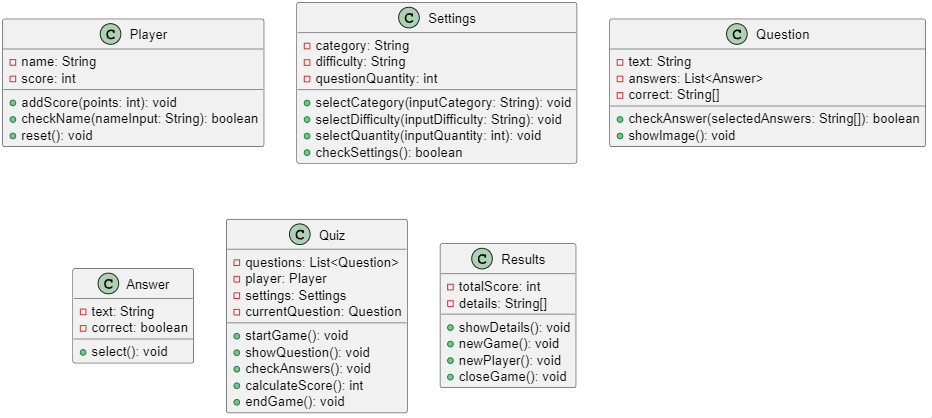 C Player
name: String
score: int
addScore(points: int): void
checkName(nameInput: String): boolean
reset(): void
C Settings
category: String
difficulty: String
questionQuantity: int
selectCategory(inputCategory: String): void
selectDifficulty(inputDifficulty: String): void
selectQuantity(inputQuantity: int): void
checkSettings(): boolean
C Question
text: String
answers: List<Answer>
correct: String[]
checkAnswer(selectedAnswers: String[]): boolean
showImage(): void
C Answer
text: String
correct: boolean
select(): void
C Quiz
questions: List<Question>
player: Player
settings: Settings
currentQuestion: Question
startGame(): void
showQuestion(): void
checkAnswers(): void
calculateScore(): int
endGame(): void
C Results
totalScore: int
details: String[]
showDetails(): void
newGame(): void
newPlayer(): void
closeGame(): void